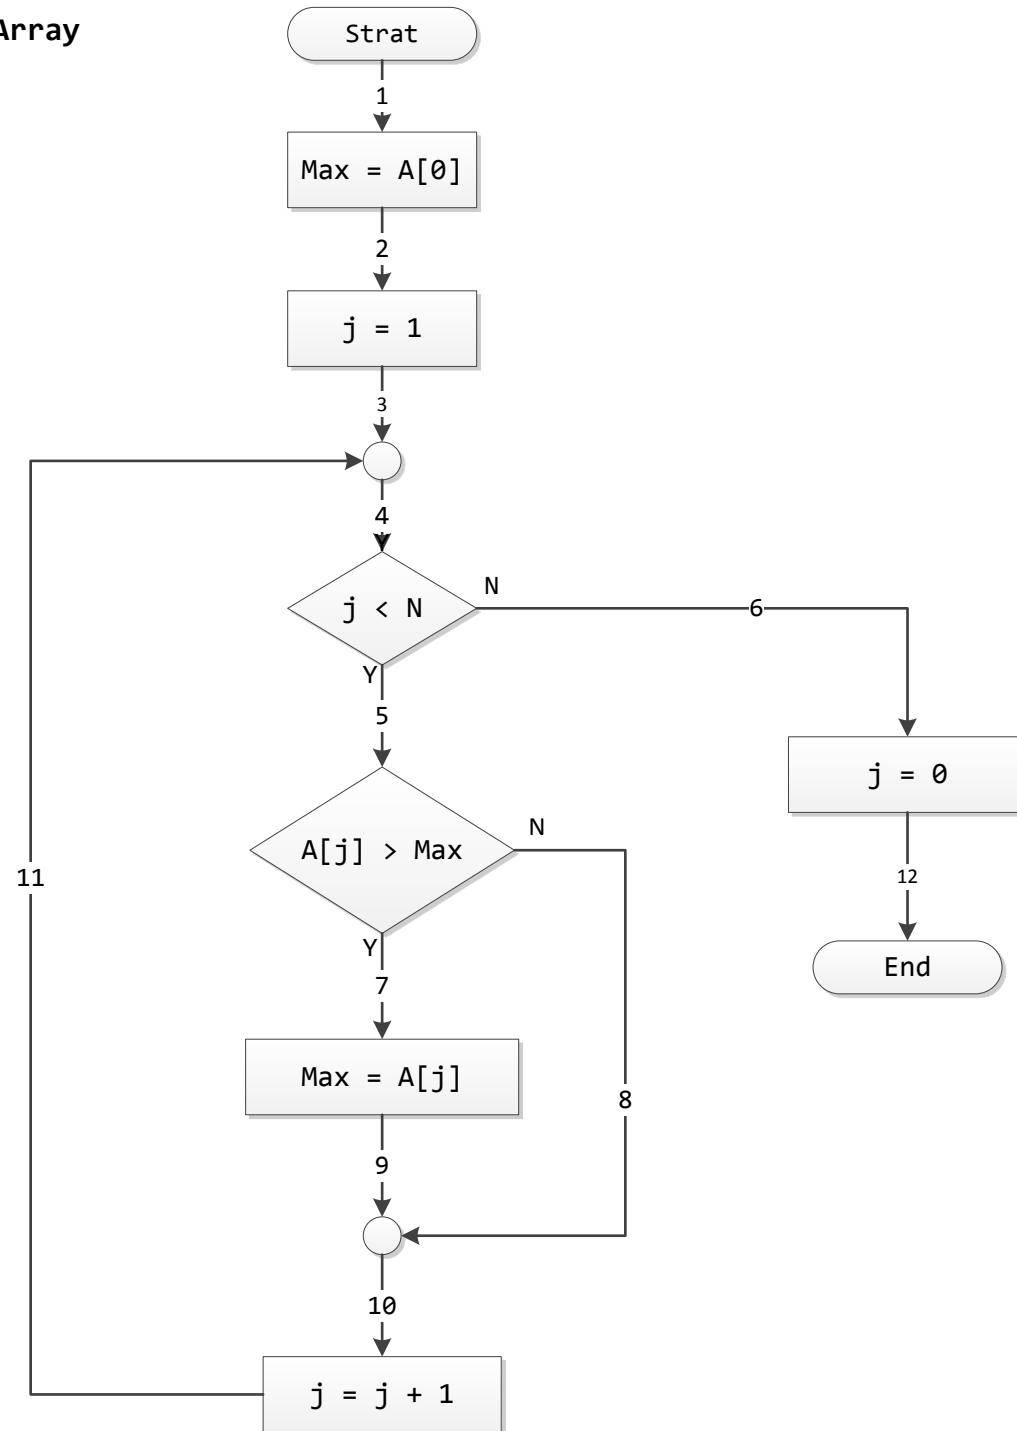 Array
Strat
1
Max = A[0]
2
j = 1
3
4
j < N
N
6
Y
5
j = 0
A[j] > Max
N
11
12
Y
7
End
Max = A[j]
8
9
10
j = j + 1